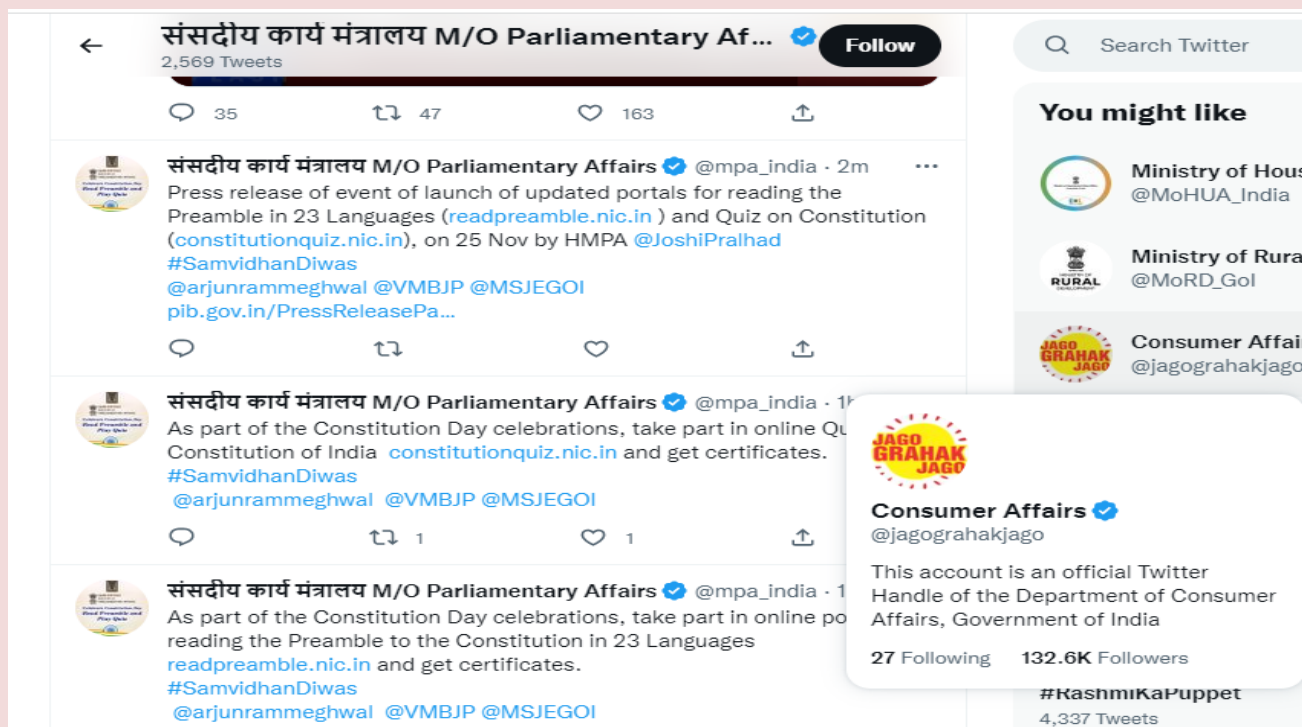 संसदीय कार्य मंत्रालय M/O Parliamentary Af...
Follow
2,569 Tweets
35 47 163
संसदीय कार्य मंत्रालय M/O Parliamentary Affairs @mpa_india · 2m
Press release of event of launch of updated portals for reading the
Preamble in 23 Languages (readpreamble.nic.in ) and Quiz on Constitution
(constitutionquiz.nic.in), on 25 Nov by HMPA @JoshiPralhad
#SamvidhanDiwas
@arjunrammeghwal @VMBJP @MSJEGOI
pib.gov.in/PressReleasePa...
संसदीय कार्य मंत्रालय M/O Parliamentary Affairs @mpa_india ·
As part of the Constitution Day celebrations, take part in online
Constitution of India constitutionquiz.nic.in and get certificates.
#SamvidhanDiwas
@arjunrammeghwal @VMBJP @MSJEGOI
1 1
संसदीय कार्य मंत्रालय M/O Parliamentary Affairs @mpa_india ·
As part of the Constitution Day celebrations, take part in online
reading the Preamble to the Constitution in 23 Languages
readpreamble.nic.in and get certificates.
#SamvidhanDiwas
@arjunrammeghwal @VMBJP @MSJEGOI
Search Twitter
You might like
Ministry of
@MoHUA_India
RURAL
Ministry of
@MoRD_GoI
JAGO
GRAHAK
JAGO
Consumer
@jagograhakjago
JAGO
GRAHAK
JAGO
Consumer Affairs
@jagograhakjago
This account is an official Twitter
Handle of the Department of Consumer
Affairs, Government of India
27 Following 132.6K Followers
#RashmiKaPuppet
4,337 Tweets